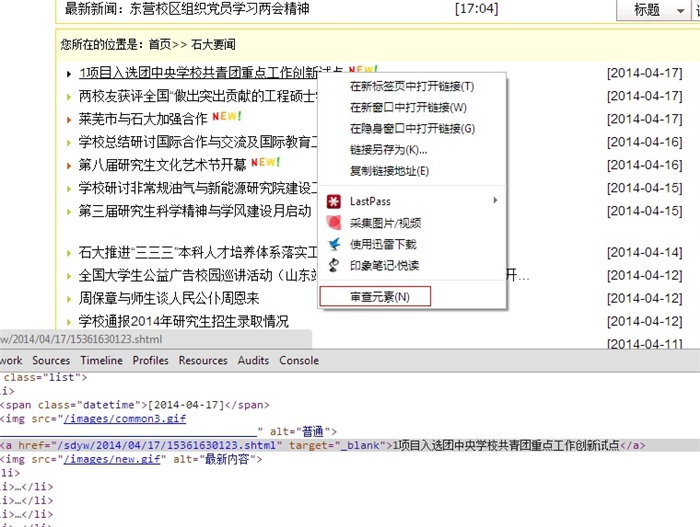 最新新闻：东营校区组织党员学习两会精神 [17:04] 标题
您所在的位置是：首页>> 石大要闻
1项目入选团中央学校共青团重点工作创新试点 NEW! [2014-04-17]
两校友获评全国“做出突出贡献的工程硕士 [2014-04-17]
莱芜市与石大加强合作 NEW! [2014-04-17]
学校总结研讨国际合作与交流及国际教育工 [2014-04-16]
第八届研究生文化艺术节开幕 NEW! [2014-04-16]
学校研讨非常规油气与新能源研究院建设工 [2014-04-15]
第三届研究生科学精神与学风建设月启动 [2014-04-15]
石大推进“三三三”本科人才培养体系落实工 [2014-04-14]
全国大学生公益广告校园巡讲活动（山东站 开... [2014-04-12]
周保章与师生谈人民公仆周恩来 [2014-04-12]
学校通报2014年研究生招生录取情况 [2014-04-12]
[2014-04-11]
在新标签页中打开链接(T)
在新窗口中打开链接(W)
在隐身窗口中打开链接(G)
链接另存为(K)...
复制链接地址(E)
LastPass
采集图片/视频
使用迅雷下载
印象笔记·悦读
审查元素(N)
w/2014/04/17/15361630123.shtml
work Sources Timeline Profiles Resources Audits Console
class="list">
li>
<span class="datetime">[2014-04-17]</span>
<img src="/images/common3.gif
" alt="普通">
<a href="/sdyw/2014/04/17/15361630123.shtml" target="_blank">1项目入选团中央学校共青团重点工作创新试点</a>
<img src="/images/new.gif" alt="最新内容">
/li>
li>…</li>
li>…</li>
li>…</li>